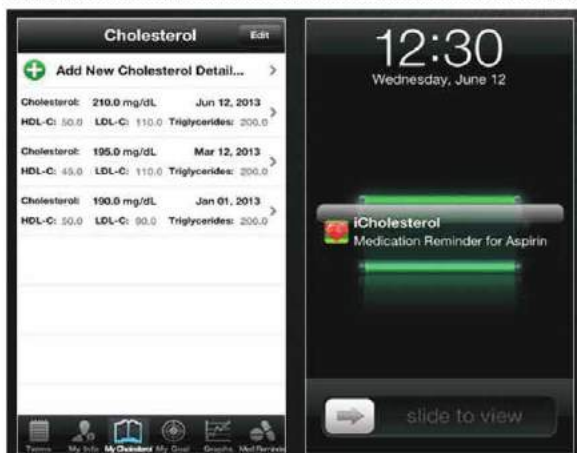 Cholesterol Edit
Add New Cholesterol Detail... >
Cholesterol: 210.0 mg/dL Jun 12, 2013
HDL-C: 50.0 LDL-C: 110.0 Triglycerides: 200.0 >
Cholesterol: 195.0 mg/dL Mar 12, 2013
HDL-C: 45.0 LDL-C: 110.0 Triglycerides: 200.0 >
Cholesterol: 190.0 mg/dL Jan 01, 2013
HDL-C: 50.0 LDL-C: 90.0 Triglycerides: 200.0 >
Terms My Info My Cholesterol My Goal Graphs Med Reminde
12:30
Wednesday, June 12
iCholesterol
Medication Reminder for Aspirin
slide to view